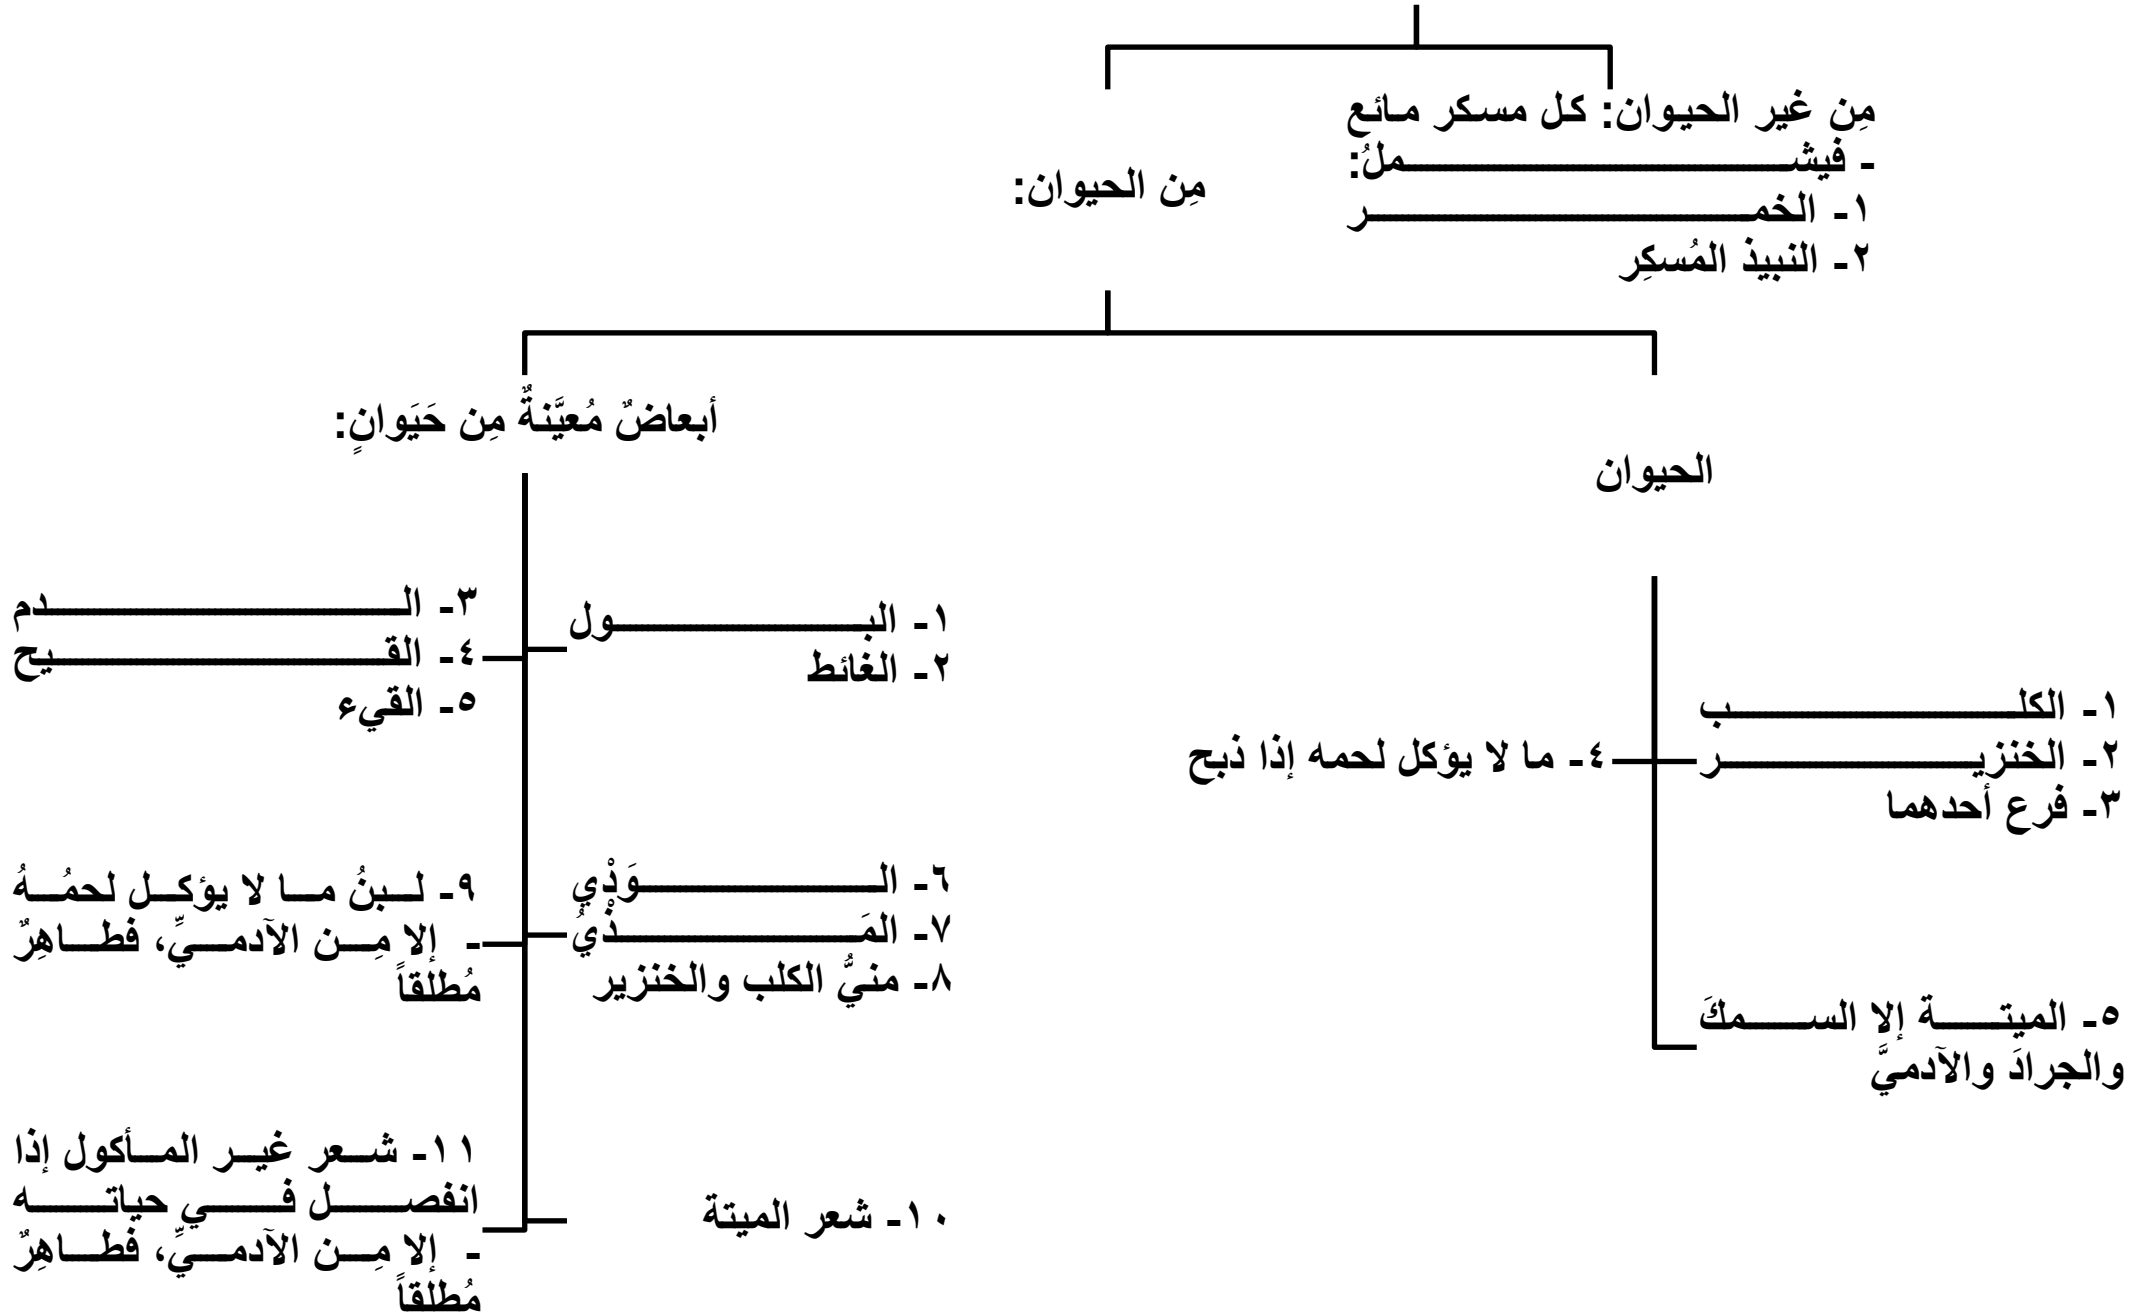 مِن غير الحيوان: كل مسكر مائع
- فيشملُ:
١- الخمر
٢- النبيذ المُسكِر
مِن الحيوان:
الحيوان
١- الكلب
٢- الخنزير
٣- فرع أحدهما
٤- ما لا يؤكل لحمه إذا ذبح
٥- الميتة إلا السمكَ
والجرادَ والآدميَّ
أبعاضٌ مُعيَّنةٌ مِن حَيَوانٍ:
١- البول
٢- الغائط
٣- الدم
٤- القيح
٥- القيء
٦- الوَدْي
٧- المَذْيُ
٨- منيُّ الكلب والخنزير
٩- لبنُ ما لا يؤكل لحمُهُ
- إلا مِن الآدميِّ، فطاهِرٌ
مُطلقاً
١٠- شعر الميتة
١١- شعر غير المأكول إذا
انفصل في حياته
- إلا مِن الآدميِّ، فطاهِرٌ
مُطلقاً